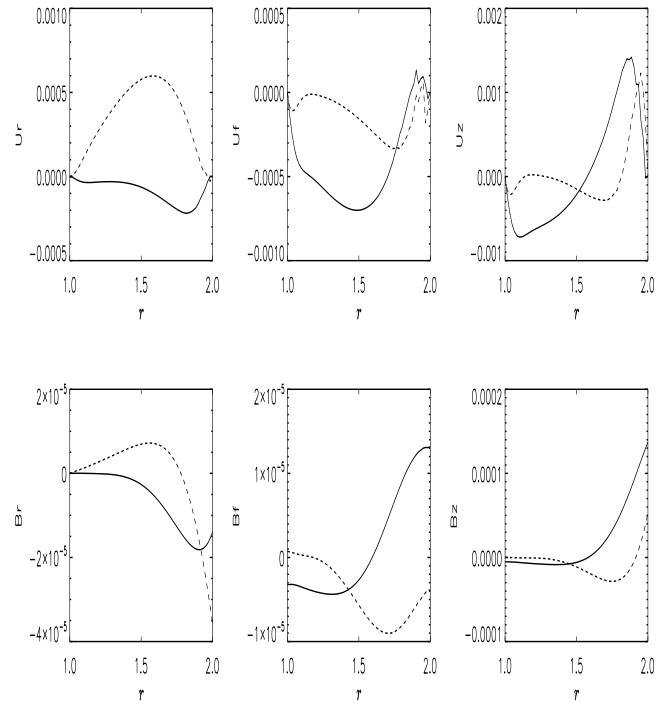 0.0010 0.0010 0.002
0.0005 0.0005 0.001
0.0000 0.0000 0.000
−0.0005 −0.0005 −0.001
−0.0010
Ur Uf Uz
1.0 1.5 2.0 1.0 1.5 2.0 1.0 1.5 2.0
r r r
2×10⁻⁵ 2×10⁻⁵ 0.0002
0 1×10⁻⁵ 0.0001
−2×10⁻⁵ 0 0.0000
−4×10⁻⁵ −1×10⁻⁵ −0.0001
Br Bf Bz
1.0 1.5 2.0 1.0 1.5 2.0 1.0 1.5 2.0
r r r